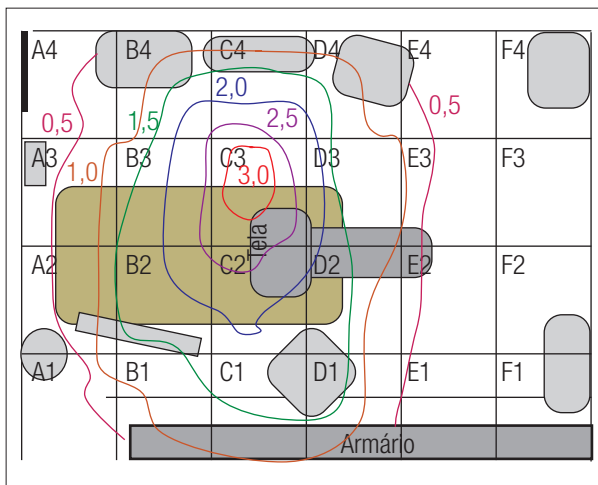 A4 B4 C4 D4 E4 F4
2,0
0,5 1,5 2,5 0,5
A3 B3 C3 D3 E3 F3
1,0 3,0
Tela
A2 B2 C2 D2 E2 F2
A1 B1 C1 D1 E1 F1
Armário